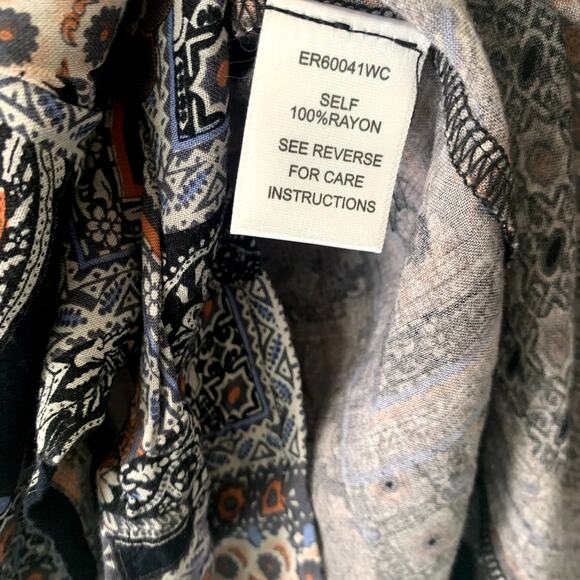 ER60041WC
SELF
100%RAYON
SEE REVERSE
FOR CARE
INSTRUCTIONS